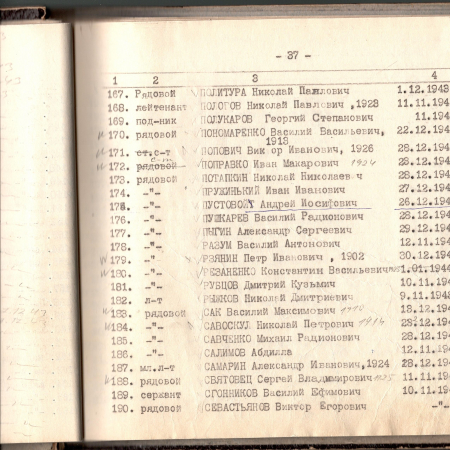 - 37 -
1 2 3 4
167. Рядовой ПОЛИТУРА Николай Павлович 1.12.1943
168. лейтенант ПОЛОГОВ Николай Павлович ,1923 11.11.194
169. под-ник ПОЛУКАРОВ Георгий Степанович 11.194
170. рядовой ПОНОМАРЕНКО Василий Васильевич, 22.12.194
1913
171. ст.с-т ПОПОВИЧ Виктор Иванович, 1926 28.12.194
172. рядовой ПОПРАВКО Иван Макарович 28.12.194
173. рядовой ПОТАПКИН Николай Николаевич 28.12.194
174. -"- ПРУЖИНЬКИЙ Иван Иванович 27.12.194
175. -"- ПУСТОВОЙТ Андрей Иосифович 26.12.194
176. -"- ПУШКАРЕВ Василий Радионович 28.12.194
177. -"- ПЫГИН Александр Сергеевич 29.12.194
178. -"- РАЗУМ Василий Антонович 12.11.194
179. -"- РЗЯНИН Петр Иванович , 1902 30.12.194
180. -"- РЕЗАНЕНКО Константин Васильевич .01.1944
181. -"- РУБЦОВ Дмитрий Кузьмич 10.11.194
182. л-т РЫЖКОВ Николай Дмитриевич 9.11.1943
183. рядовой САК Василий Максимович 18.12.194
184. -"- САВОСКУЛ Николай Петрович 1914 25.12.194
185. -"- САВЧЕНКО Михаил Радионович 28.12.194
186. -"- САЛИМОВ Абдилла 12.11.194
187. мл.л-т САМАРИН Александр Иванович,1924 28.12.194
188. рядовой СВЯТОВЕЦ Сергей Владимирович 11.11.194
189. сержант СГОННИКОВ Василий Ефимович 10.11.194
190. рядовой СЕВАСТЬЯНОВ Виктор Егорович -"-